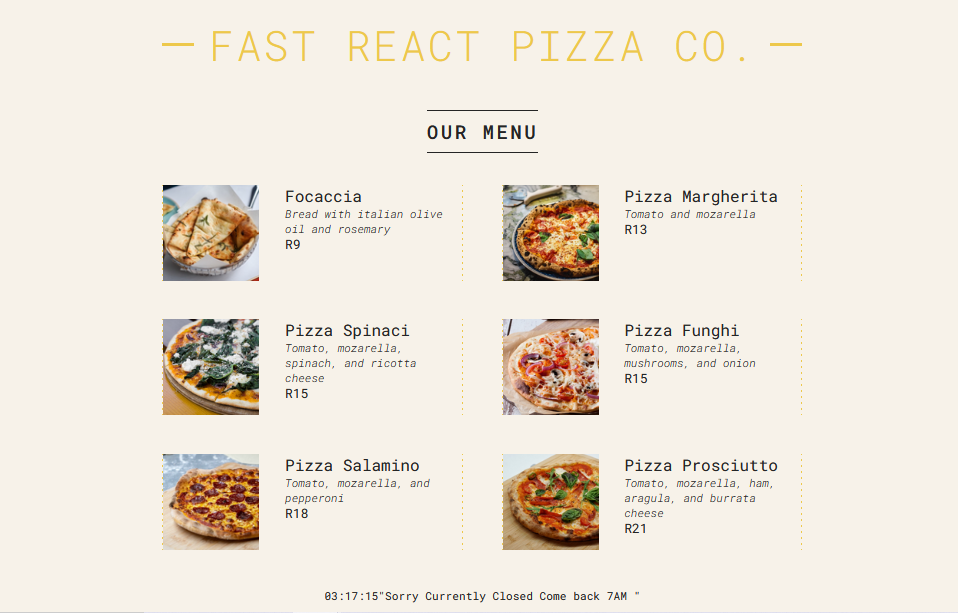 FAST REACT PIZZA CO.
OUR MENU
Focaccia
Bread with italian olive
oil and rosemary
R9
Pizza Margherita
Tomato and mozarella
R13
Pizza Spinaci
Tomato, mozarella,
spinach, and ricotta
cheese
R15
Pizza Funghi
Tomato, mozarella,
mushrooms, and onion
R15
Pizza Salamino
Tomato, mozarella, and
pepperoni
R18
Pizza Prosciutto
Tomato, mozarella, ham,
aragula, and burrata
cheese
R21
03:17:15"Sorry Currently Closed Come back 7AM "